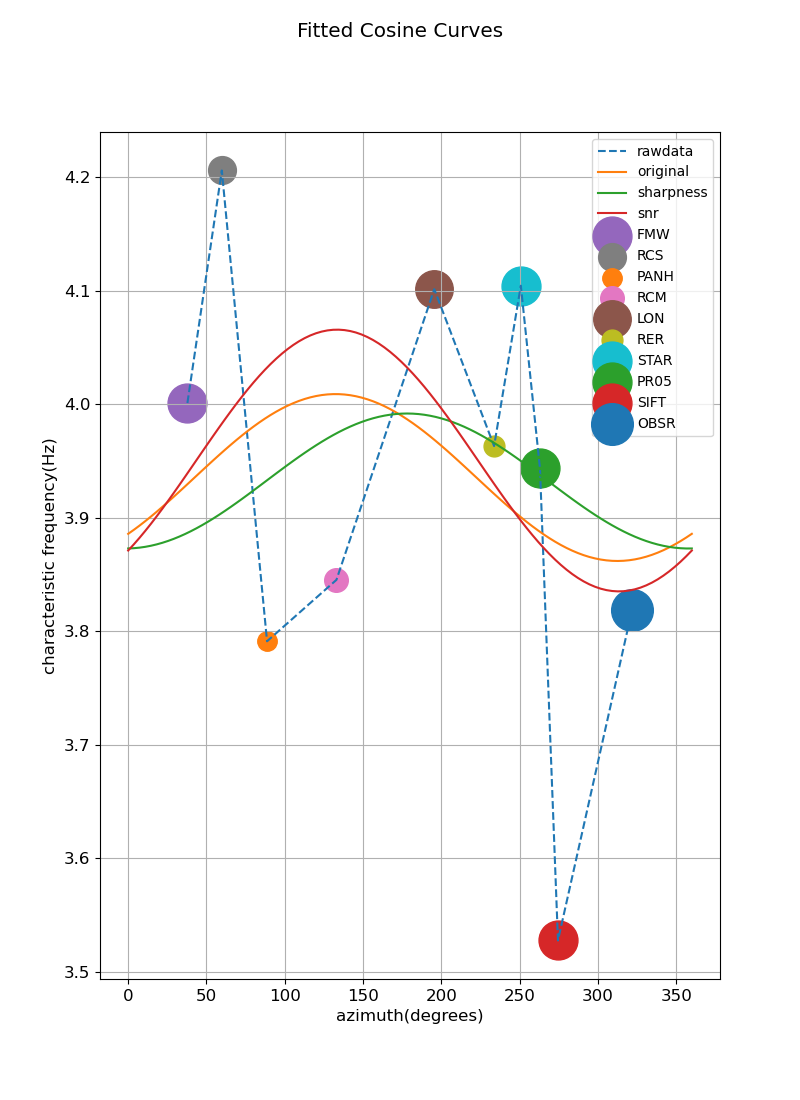 Fitted Cosine Curves
rawdata
original
sharpness
snr
FMW
RCS
PANH
RCM
LON
RER
STAR
PR05
SIFT
OBSR
characteristic frequency(Hz)
4.2
4.1
4.0
3.9
3.8
3.7
3.6
3.5
0 50 100 150 200 250 300 350
azimuth(degrees)